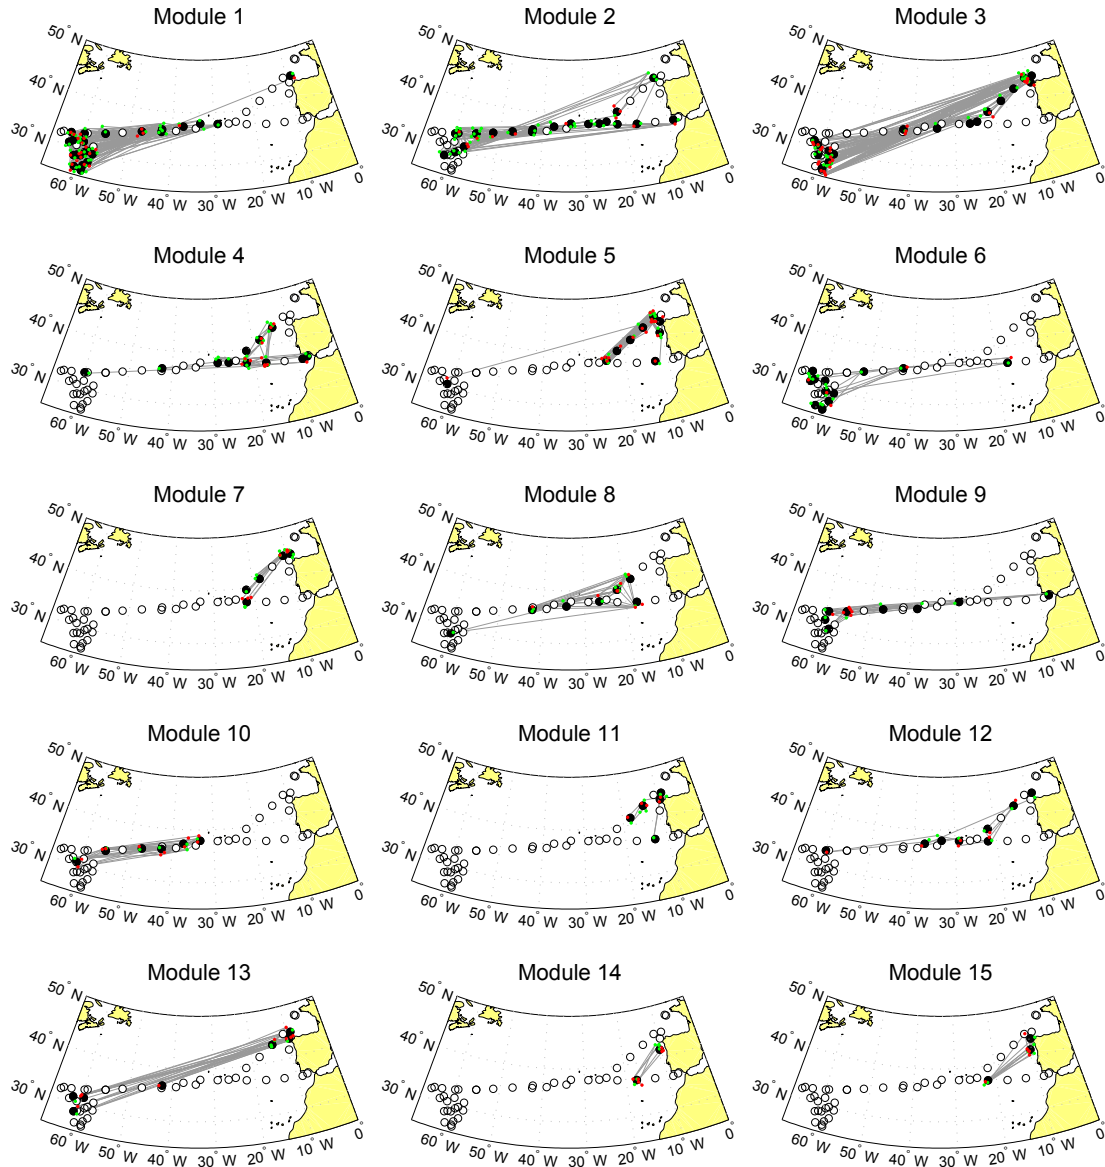 Module 1
50° N
40° N
30° N
60° W
50° W
40° W
30° W
20° W
10° W
0
Module 2
50° N
40° N
30° N
60° W
50° W
40° W
30° W
20° W
10° W
0
Module 3
50° N
40° N
30° N
60° W
50° W
40° W
30° W
20° W
10° W
0
Module 4
50° N
40° N
30° N
60° W
50° W
40° W
30° W
20° W
10° W
0
Module 5
50° N
40° N
30° N
60° W
50° W
40° W
30° W
20° W
10° W
0
Module 6
50° N
40° N
30° N
60° W
50° W
40° W
30° W
20° W
10° W
0
Module 7
50° N
40° N
30° N
60° W
50° W
40° W
30° W
20° W
10° W
0
Module 8
50° N
40° N
30° N
60° W
50° W
40° W
30° W
20° W
10° W
0
Module 9
50° N
40° N
30° N
60° W
50° W
40° W
30° W
20° W
10° W
0
Module 10
50° N
40° N
30° N
60° W
50° W
40° W
30° W
20° W
10° W
0
Module 11
50° N
40° N
30° N
60° W
50° W
40° W
30° W
20° W
10° W
0
Module 12
50° N
40° N
30° N
60° W
50° W
40° W
30° W
20° W
10° W
0
Module 13
50° N
40° N
30° N
60° W
50° W
40° W
30° W
20° W
10° W
0
Module 14
50° N
40° N
30° N
60° W
50° W
40° W
30° W
20° W
10° W
0
Module 15
50° N
40° N
30° N
60° W
50° W
40° W
30° W
20° W
10° W
0